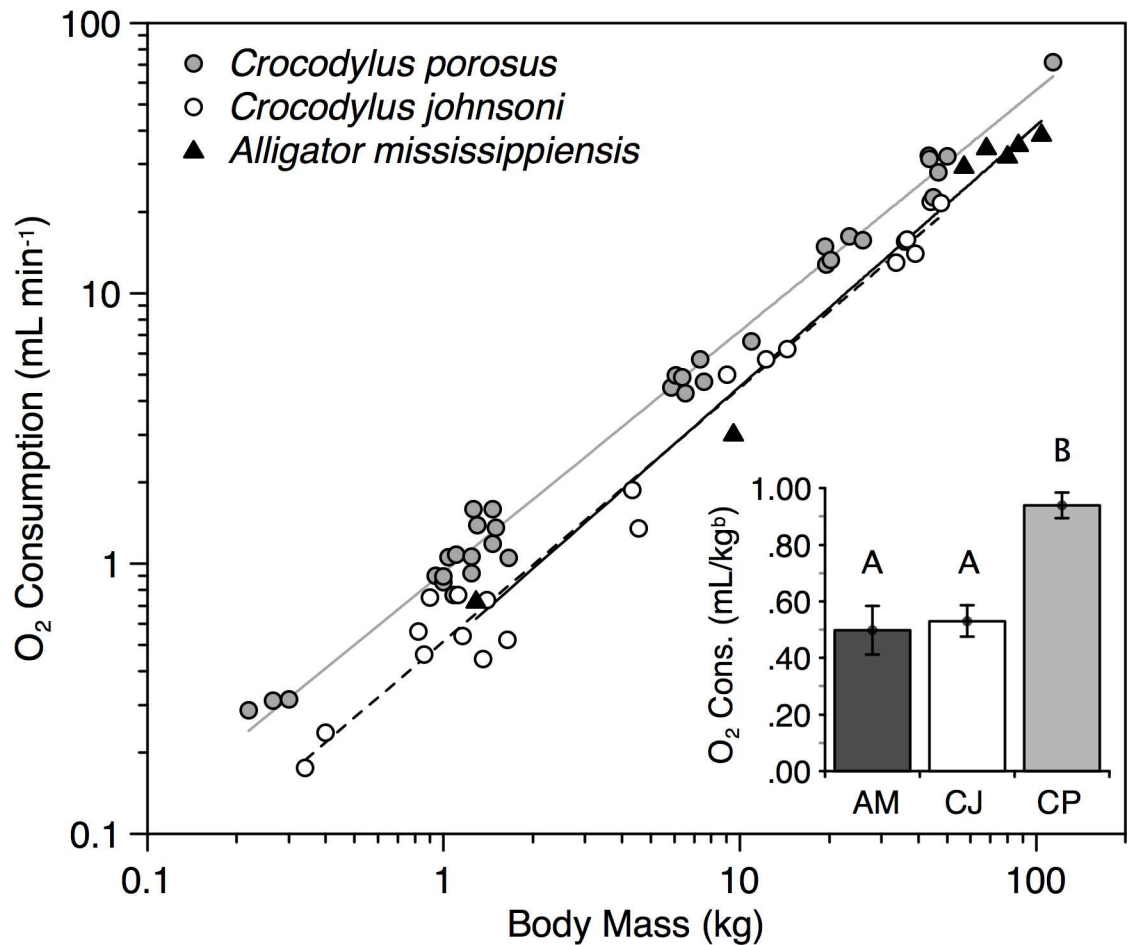 100
10
1
0.1
O₂ Consumption (mL min⁻¹)
Crocodylus porosus
Crocodylus johnsoni
Alligator mississippiensis
0.1 1 10 100
Body Mass (kg)
1.00
.80
.60
.40
.20
.00
O₂ Cons. (mL/kgᵇ)
A A B
AM CJ CP